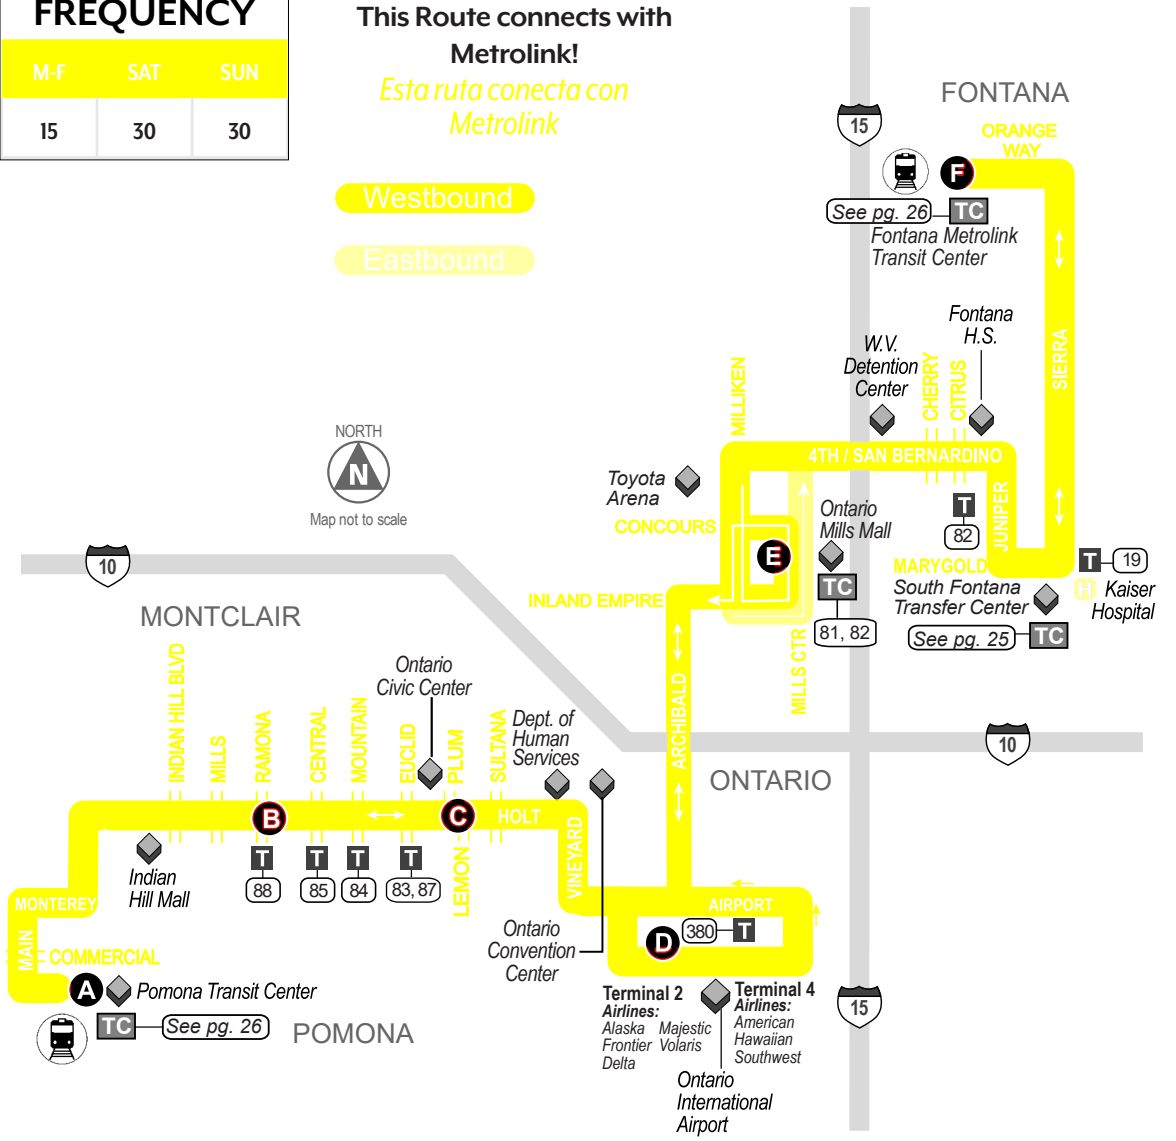 FREQUENCY
M-F SAT SUN
15 30 30
This Route connects with
Metrolink!
Esta ruta conecta con
Metrolink
Westbound
Eastbound
15
FONTANA
ORANGE
WAY
F
See pg. 26
TC
Fontana Metrolink
Transit Center
SIERRA
Fontana
H.S.
W.V.
Detention
Center
CHERRY
CITRUS
MILLIKEN
4TH / SAN BERNARDINO
NORTH
N
Map not to scale
Toyota
Arena
CONCOURS
Ontario
Mills Mall
E
TC
81, 82
T
82
JUNIPER
MARYGOLD
T
19
H
Kaiser
Hospital
South Fontana
Transfer Center
See pg. 25
TC
INLAND EMPIRE
MILLS CTR
ARCHIBALD
10
MONTCLAIR
10
ONTARIO
INDIAN HILL BLVD
MILLS
RAMONA
CENTRAL
MOUNTAIN
EUCLID
PLUM
SULTANA
Ontario
Civic Center
Dept. of
Human
Services
B
C
HOLT
T
88
T
85
T
84
T
83, 87
LEMON
VINEYARD
Indian
Hill Mall
MONTEREY
MAIN
COMMERCIAL
A
Pomona Transit Center
TC
See pg. 26
POMONA
Ontario
Convention
Center
AIRPORT
D
380
T
Terminal 2
Airlines:
Alaska Majestic
Frontier Volaris
Delta
Terminal 4
Airlines:
American
Hawaiian
Southwest
Ontario
International
Airport
15